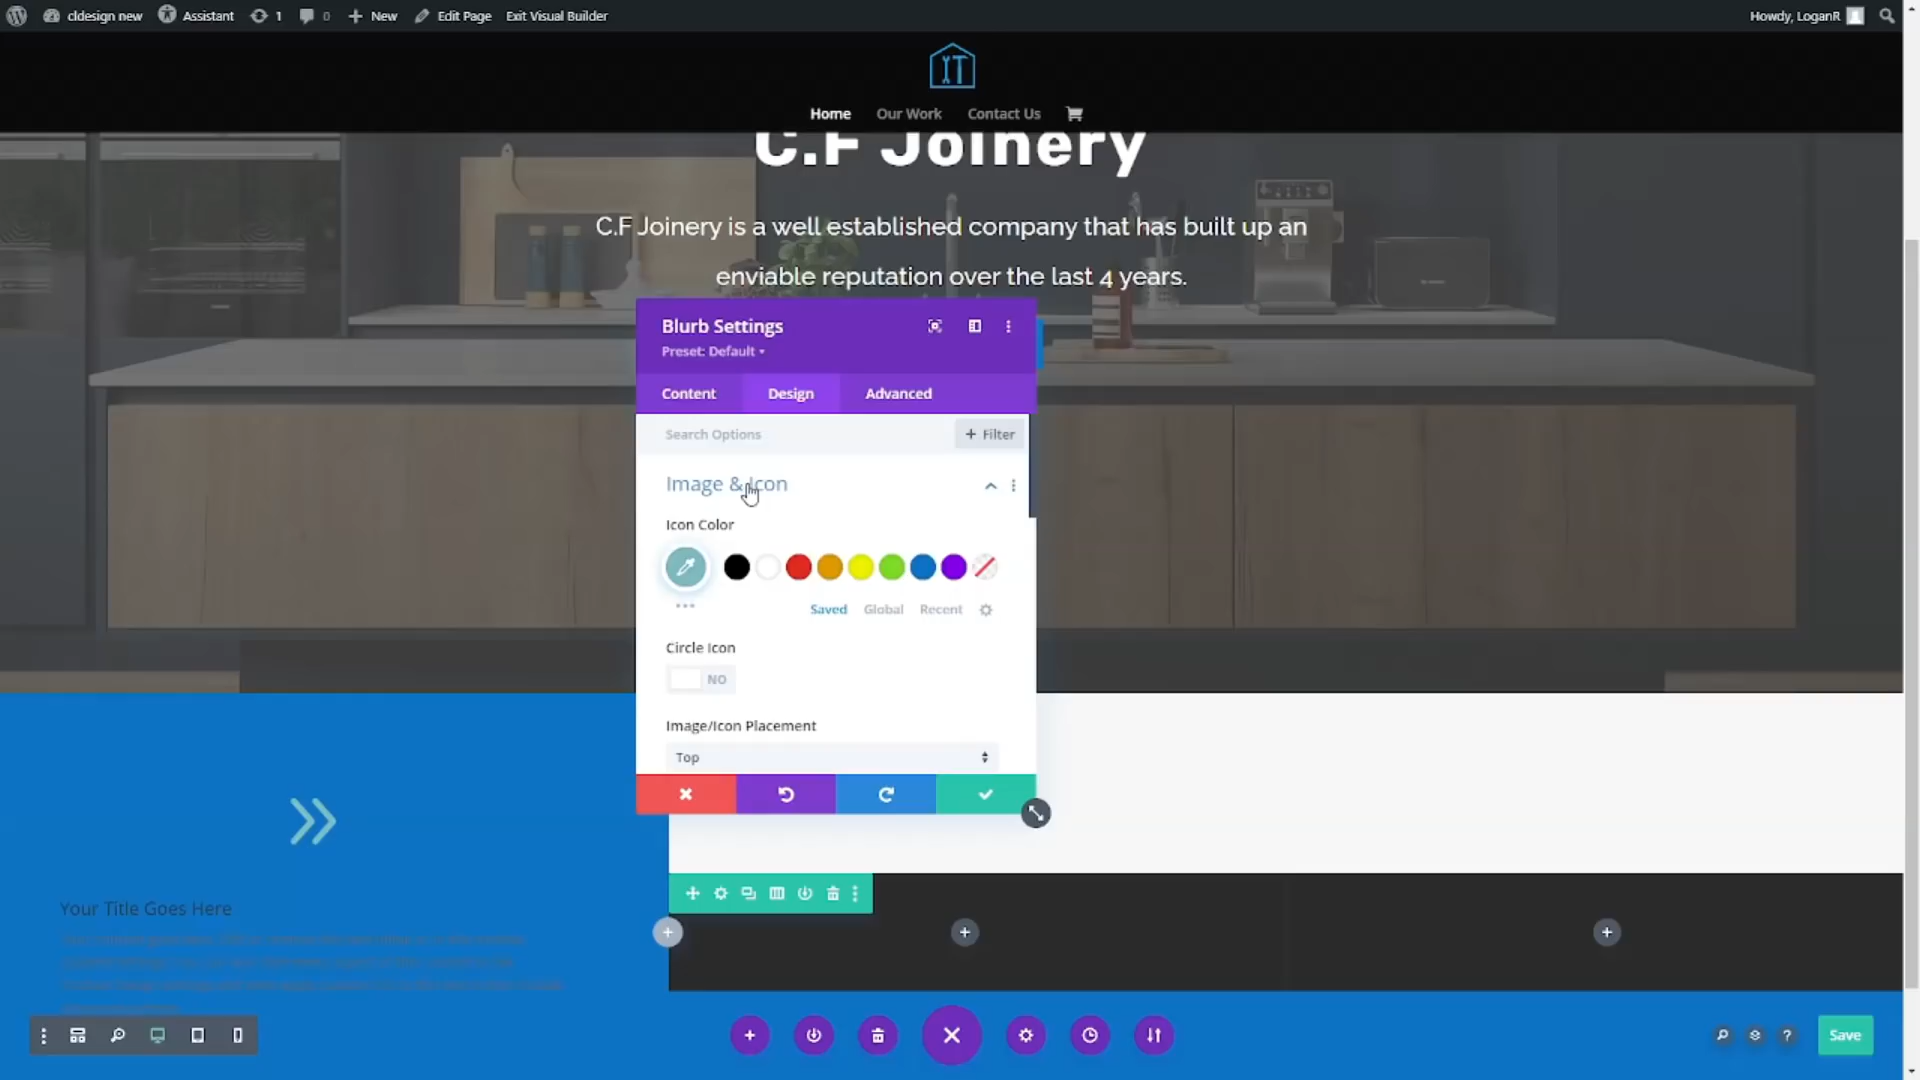 cldesign new Assistant 1 0 New Edit Page Exit Visual Builder Howdy, LoganR
Home Our Work Contact Us
C.F Joinery
C.F Joinery is a well established company that has built up an
enviable reputation over the last 4 years.
Blurb Settings
Preset: Default
Content Design Advanced
Search Options + Filter
Image & Icon
Icon Color
Saved Global Recent
Circle Icon
NO
Image/Icon Placement
Top
Your Title Goes Here
Save